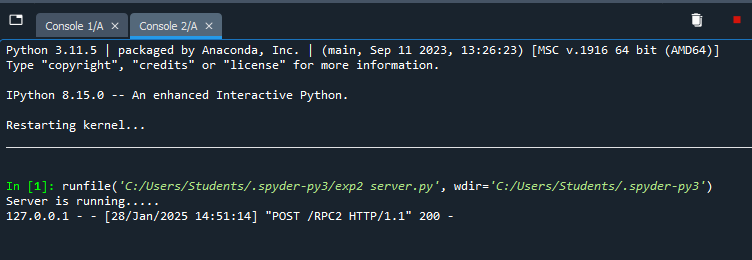 Console 1/A Console 2/A
Python 3.11.5 | packaged by Anaconda, Inc. | (main, Sep 11 2023, 13:26:23) [MSC v.1916 64 bit (AMD64)]
Type "copyright", "credits" or "license" for more information.
IPython 8.15.0 -- An enhanced Interactive Python.
Restarting kernel...
In [1]: runfile('C:/Users/Students/.spyder-py3/exp2 server.py', wdir='C:/Users/Students/.spyder-py3')
Server is running.....
127.0.0.1 - - [28/Jan/2025 14:51:14] "POST /RPC2 HTTP/1.1" 200 -